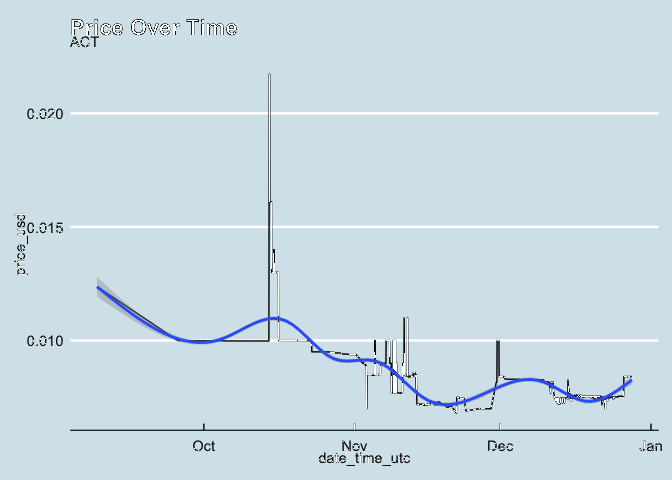 Price Over Time
ACT
0.020
0.015
0.010
price_usd
Oct Nov Dec Jan
date_time_utc